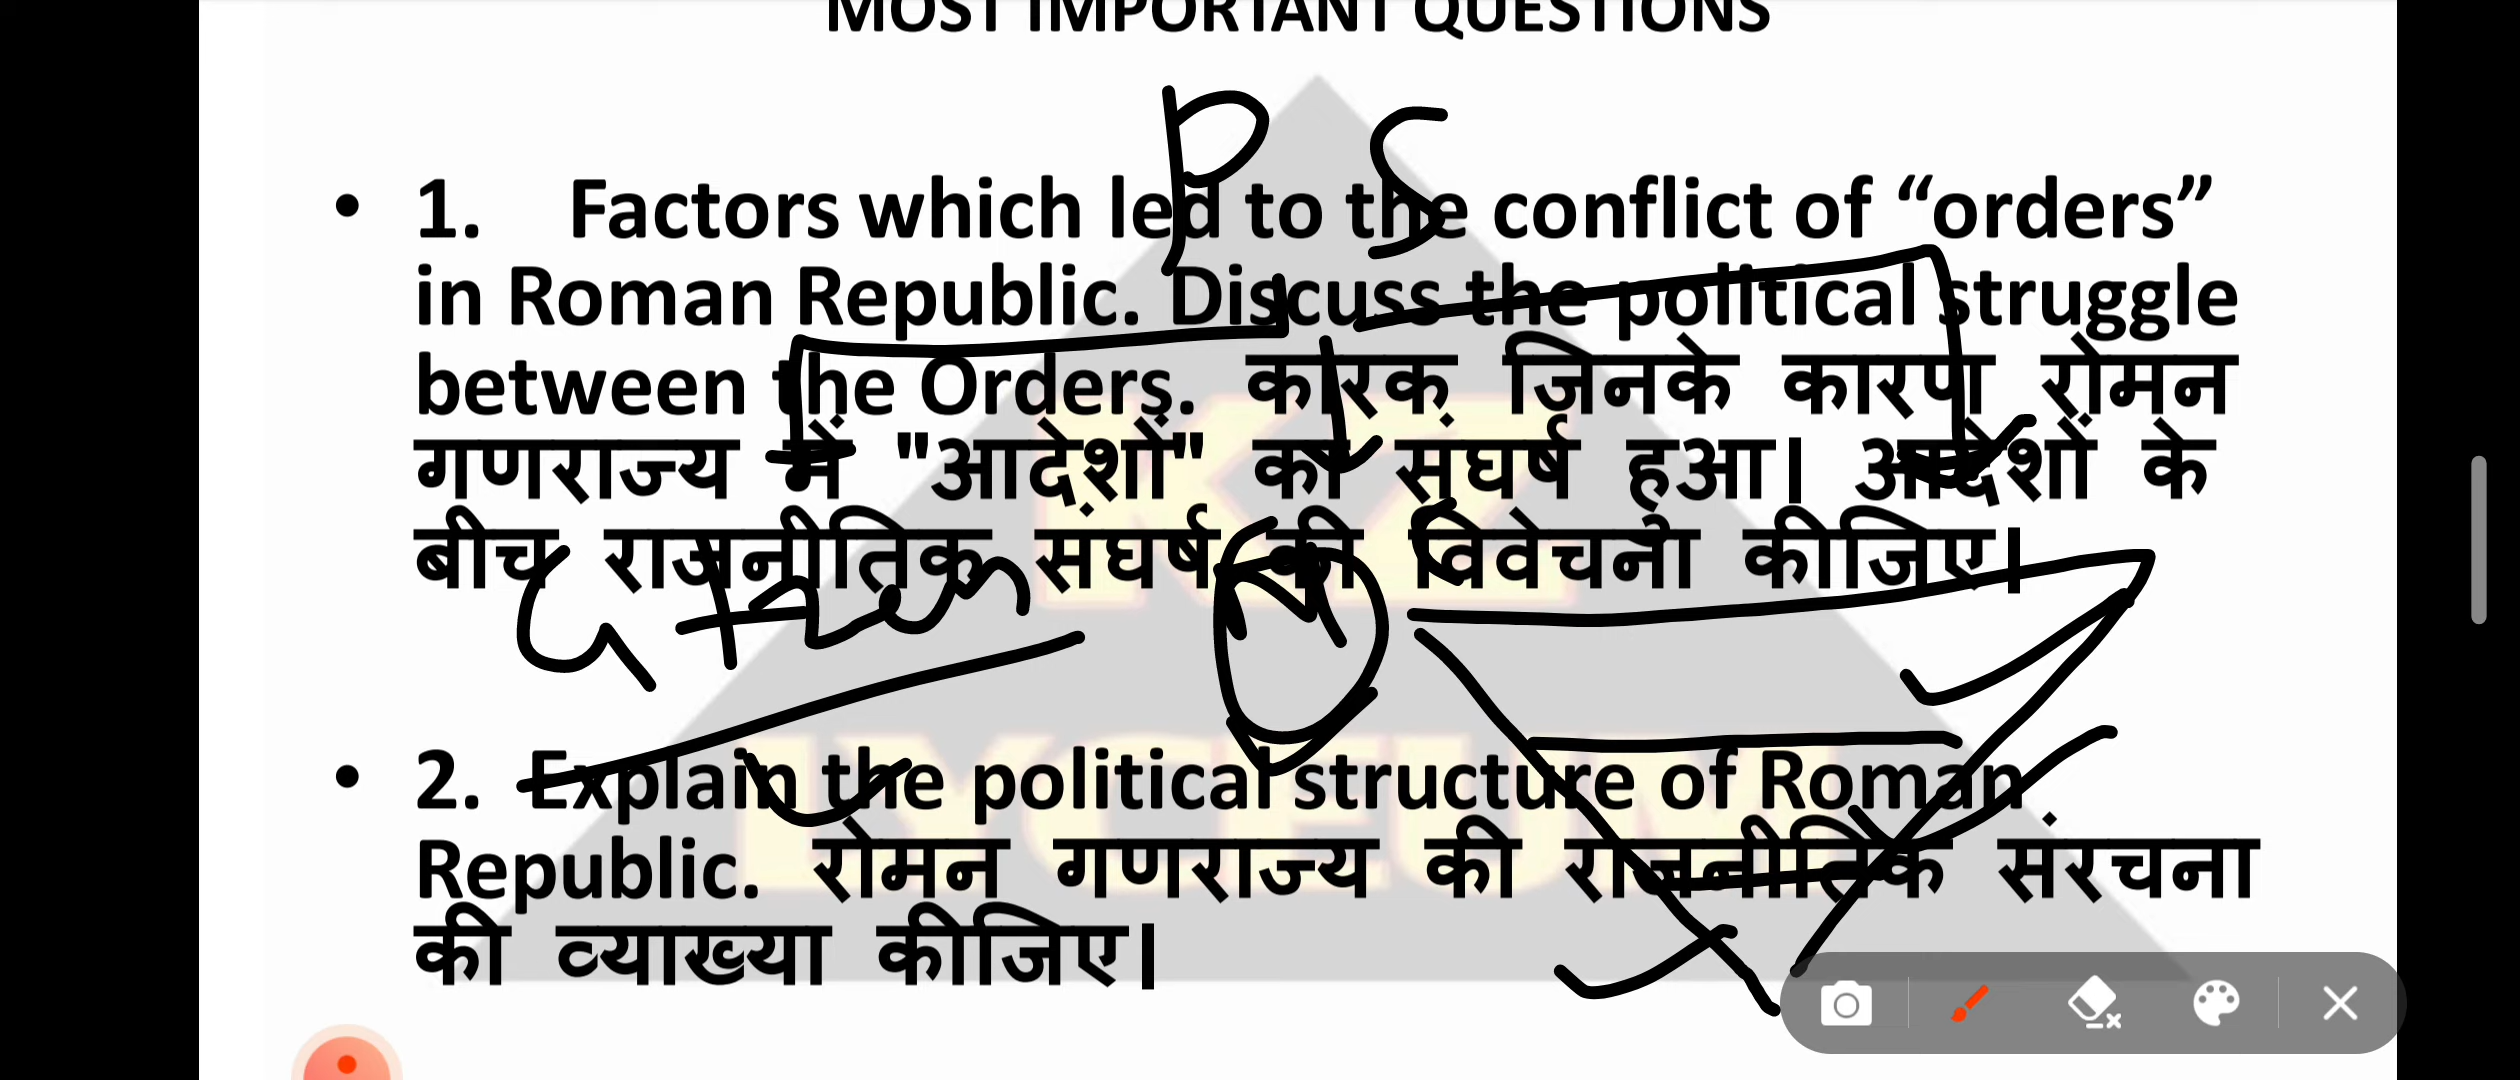 MOST IMPORTANT QUESTIONS
P S
• 1. Factors which led to the conflict of “orders”
in Roman Republic. Discuss the political struggle
between the Orders. कारक जिनके कारण रोमन
गणराज्य में "आदेशों" का संघर्ष हुआ। आदेशों के
बीच राजनीतिक संघर्ष की विवेचना कीजिए।
• 2. Explain the political structure of Roman
Republic. रोमन गणराज्य की राजनीतिक संरचना
की व्याख्या कीजिए।
KZ
LYCEUM